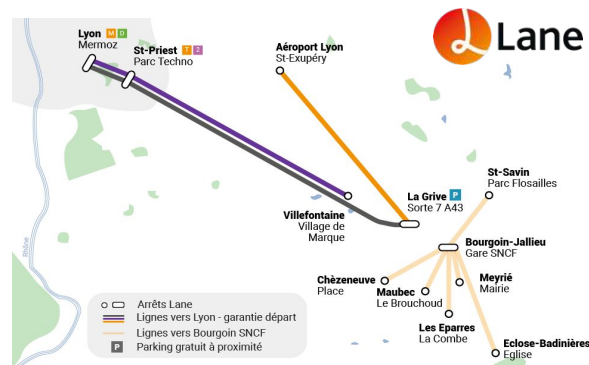 Lane
Lyon M D
Mermoz
St-Priest T 2
Parc Techno
Aéroport Lyon
St-Exupéry
St-Savin
Parc Flosailles
La Grive P
Sorte 7 A43
Villefontaine
Village de
Marque
Bourgoin-Jallieu
Gare SNCF
Chèzeneuve
Place
Maubec
Le Brouchoud
Meyrié
Mairie
Les Eparres
La Combe
Eclose-Badinières
Eglise
Rhône
Arrêts Lane
Lignes vers Lyon - garantie départ
Lignes vers Bourgoin SNCF
P Parking gratuit à proximité